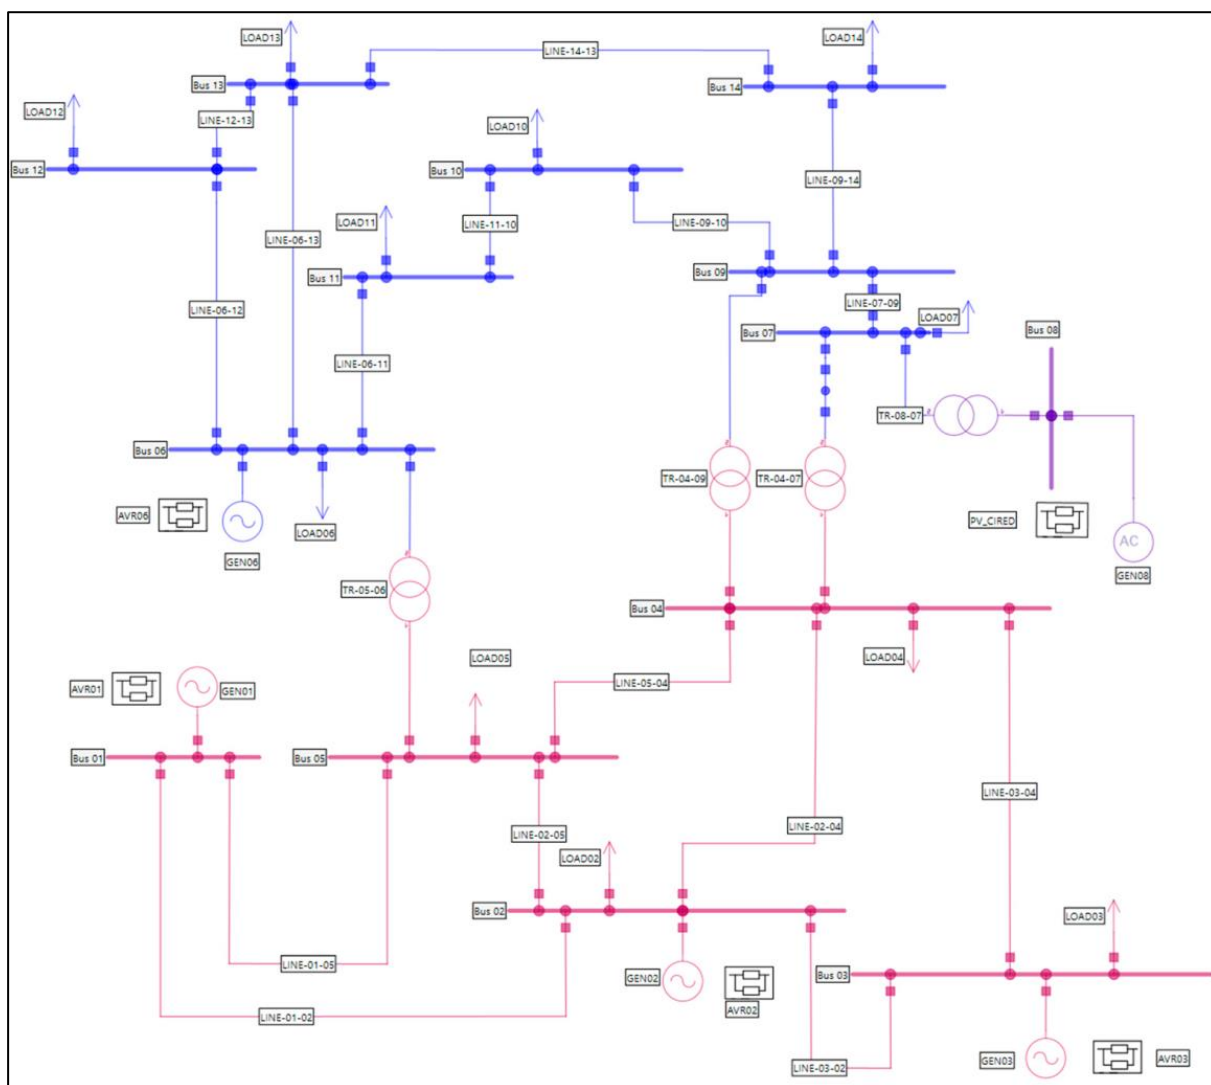 LOAD13
LOAD14
LINE-14-13
Bus 13
Bus 14
LOAD12
LINE-12-13
LOAD10
Bus 12
Bus 10
LINE-09-14
LOAD11
LINE-11-10
LINE-09-10
LINE-06-13
Bus 11
Bus 09
LINE-07-09
LINE-06-12
LOAD07
Bus 07
Bus 08
LINE-06-11
TR-08-07
Bus 06
TR-04-09
TR-04-07
AVR06
PV_CIRED
LOAD06
AC
GEN06
GEN08
TR-05-06
Bus 04
LOAD05
LOAD04
LINE-05-04
AVR01
GEN01
Bus 01
Bus 05
LINE-03-04
LINE-02-05
LINE-02-04
LOAD02
Bus 02
LOAD03
LINE-01-05
GEN02
Bus 03
AVR02
LINE-01-02
GEN03
AVR03
LINE-03-02